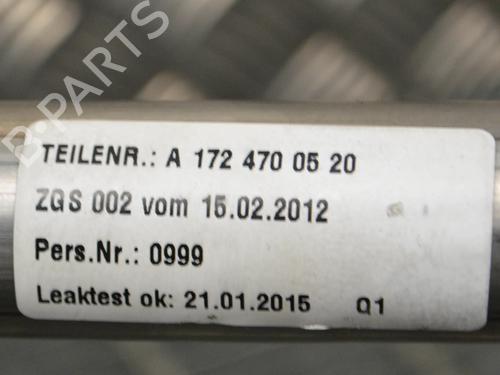 B-PARTS
TEILENR.: A 172 470 05 20
ZGS 002 vom 15.02.2012
Pers.Nr.: 0999
Leaktest ok: 21.01.2015 Q1